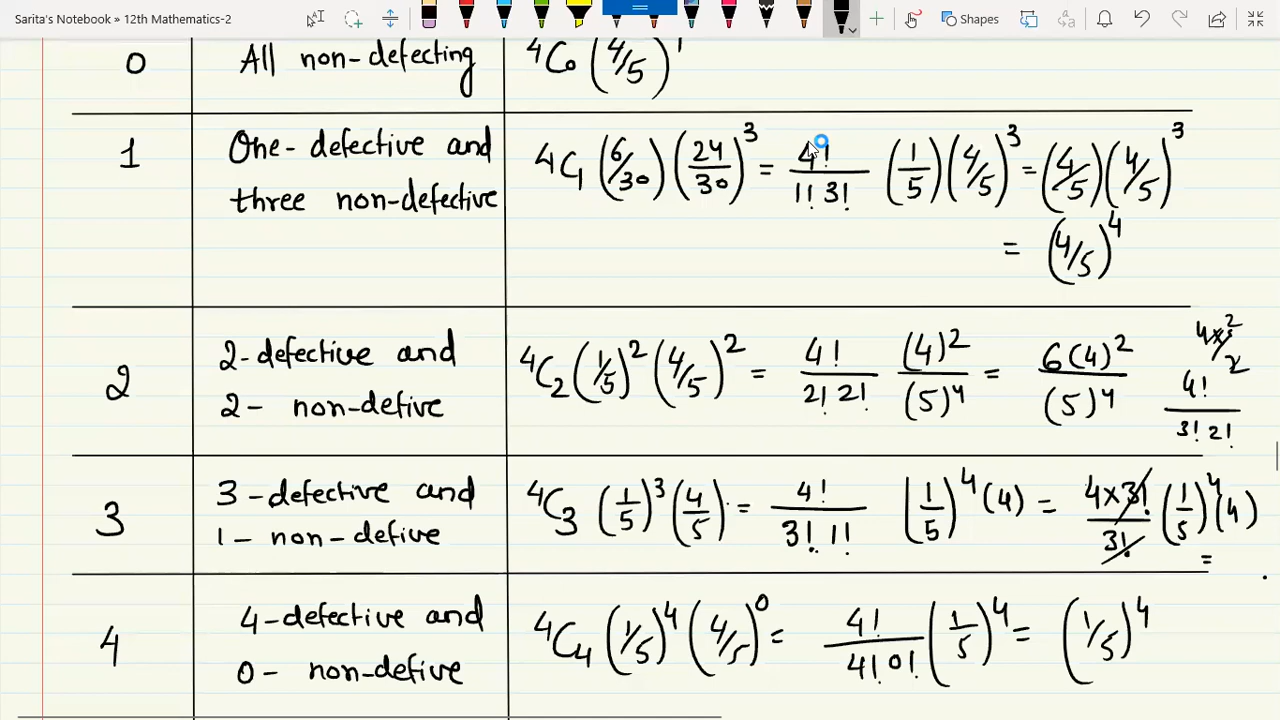 Sarita's Notebook » 12th Mathematics-2
Shapes
0 All non-defecting ⁴C₀ (4/5)
1 One-defective and ⁴C₁ (6/30) (24/30)³ = 4!/1! 3! (1/5) (4/5)³ = (4/5) (4/5)³
three non-defective
= (4/5)⁴
2 2-defective and ⁴C₂ (1/5)² (4/5)² = 4!/2! 2! (4)²/(5)⁴ = 6(4)²/(5)⁴
2- non-defive
4!/3! 2!
3 3-defective and ⁴C₃ (1/5)³ (4/5) = 4!/3! 1! (1/5)⁴ (4) = 4×3!/3! (1/5)⁴ (4)
1- non-defive
=
4 4-defective and ⁴C₄ (1/5)⁴ (4/5)⁰ = 4!/4! 0! (1/5)⁴ = (1/5)⁴
0- non-defive